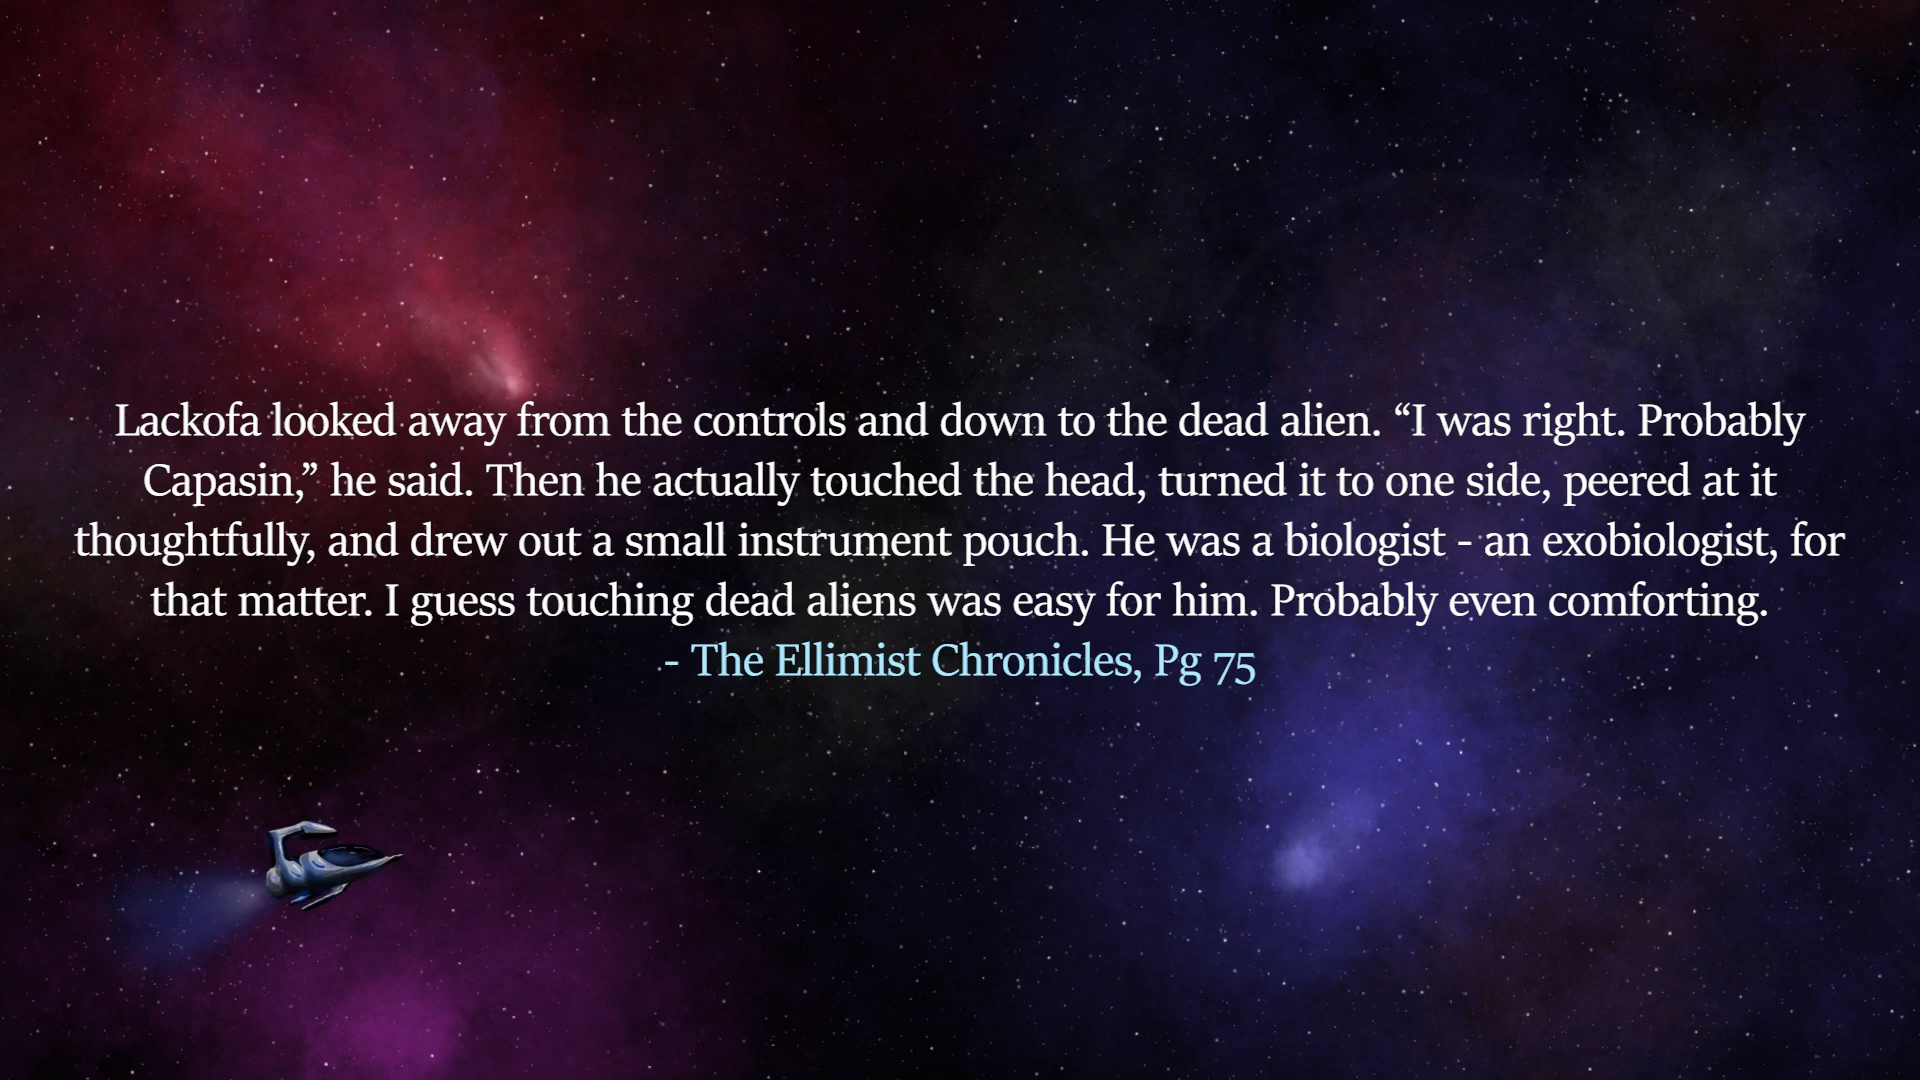 Lackofa looked away from the controls and down to the dead alien. “I was right. Probably
Capasin,” he said. Then he actually touched the head, turned it to one side, peered at it
thoughtfully, and drew out a small instrument pouch. He was a biologist - an exobiologist, for
that matter. I guess touching dead aliens was easy for him. Probably even comforting.
- The Ellimist Chronicles, Pg 75